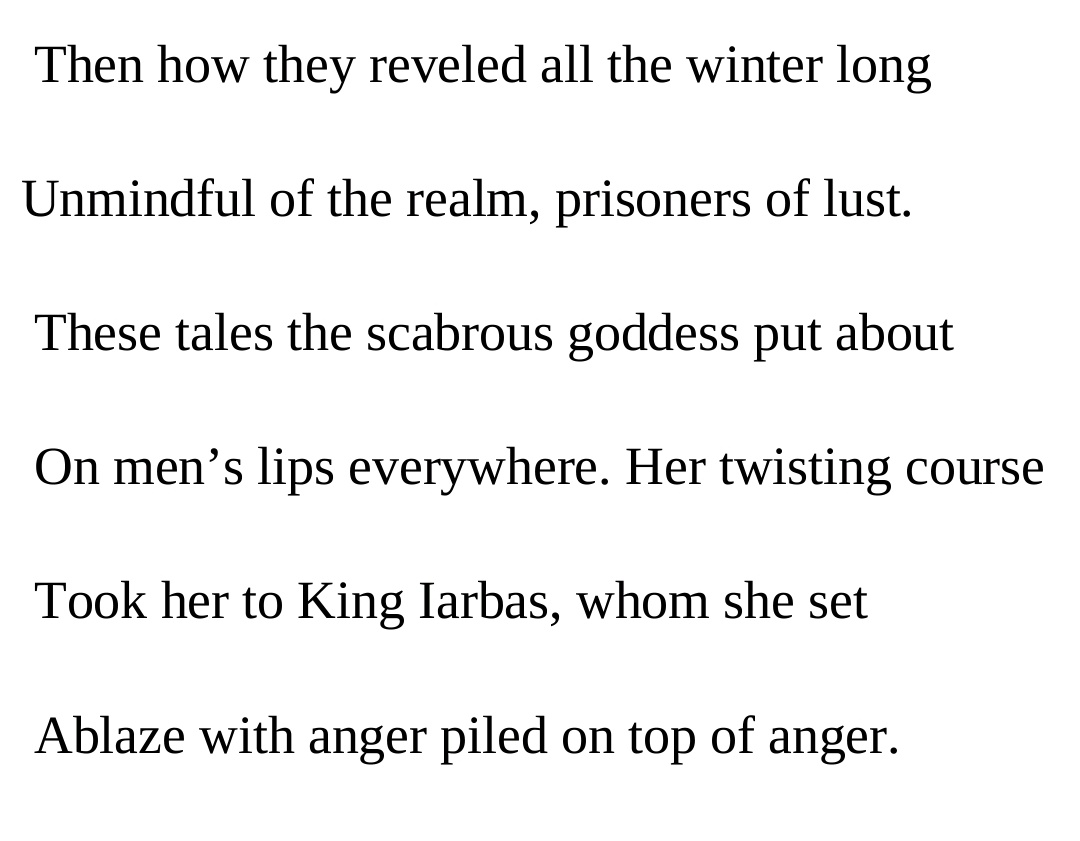 Then how they reveled all the winter long
Unmindful of the realm, prisoners of lust.
These tales the scabrous goddess put about
On men’s lips everywhere. Her twisting course
Took her to King Iarbas, whom she set
Ablaze with anger piled on top of anger.